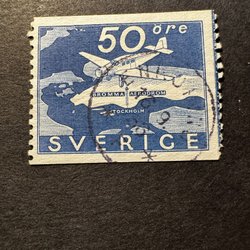 50 öre
BROMMA AERODROM
STOCKHOLM
SVERIGE